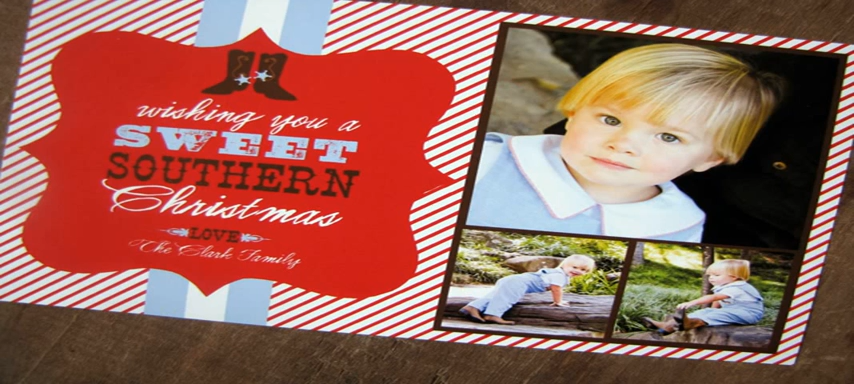 wishing you a
SWEET
SOUTHERN
Christmas
LOVE
The Clark Family